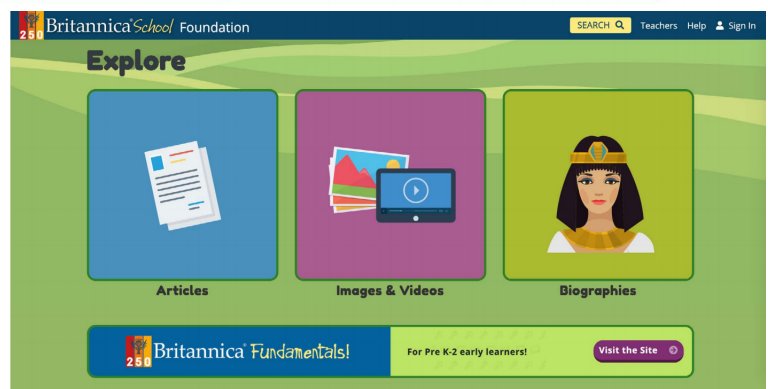 250 Britannica® School Foundation SEARCH Teachers Help Sign In
Explore
Articles Images & Videos Biographies
250 Britannica® Fundamentals! For Pre K-2 early learners! Visit the Site